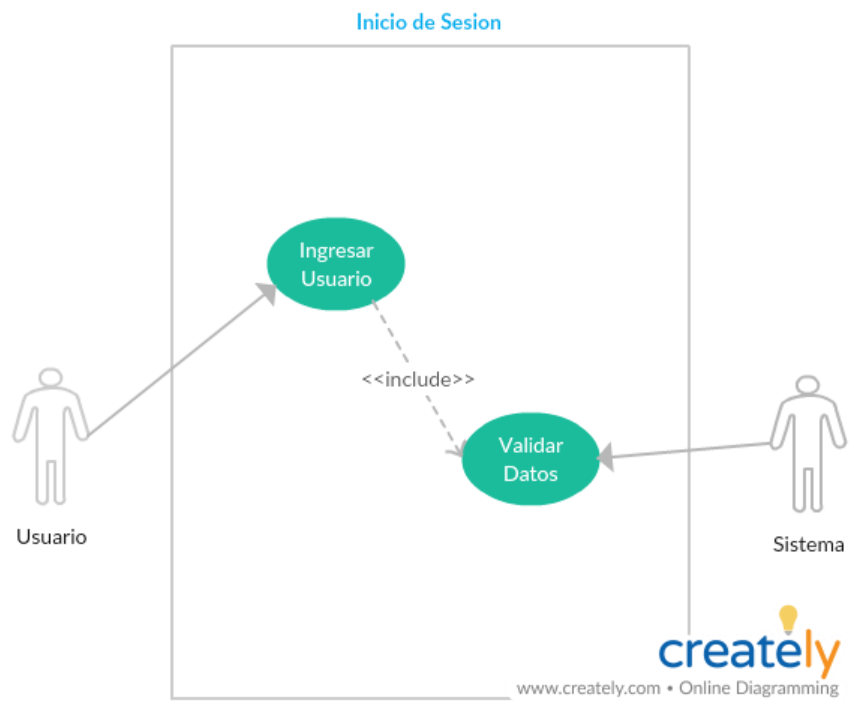 Inicio de Sesion
Ingresar
Usuario
<<include>>
Validar
Datos
Usuario
Sistema
creately
www.creately.com • Online Diagramming